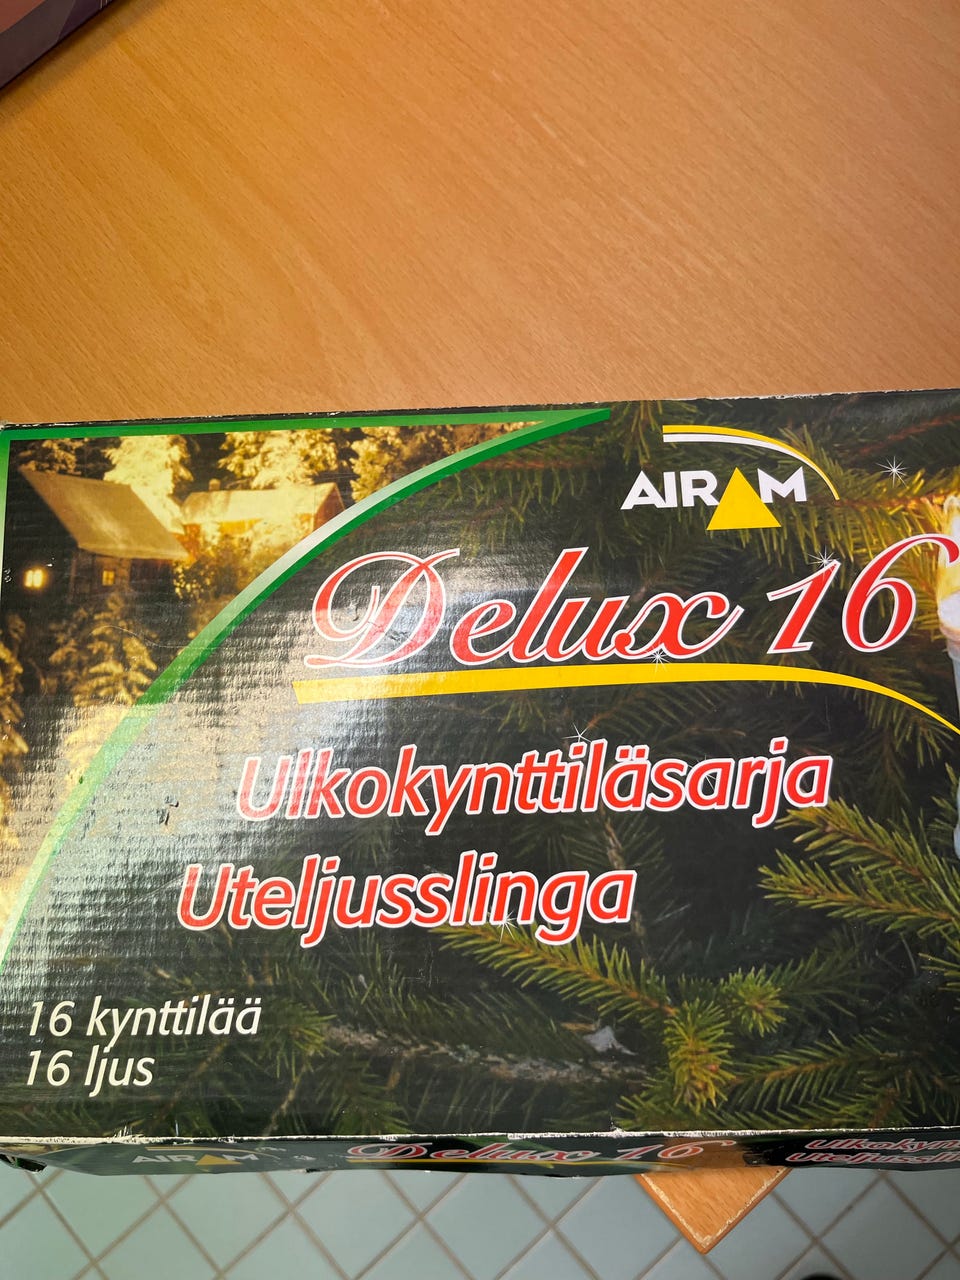 AIRAM
Delux 16
Ulkokynttiläsarja
Uteljusslinga
16 kynttilää
16 ljus
AIRAM
Delux 16